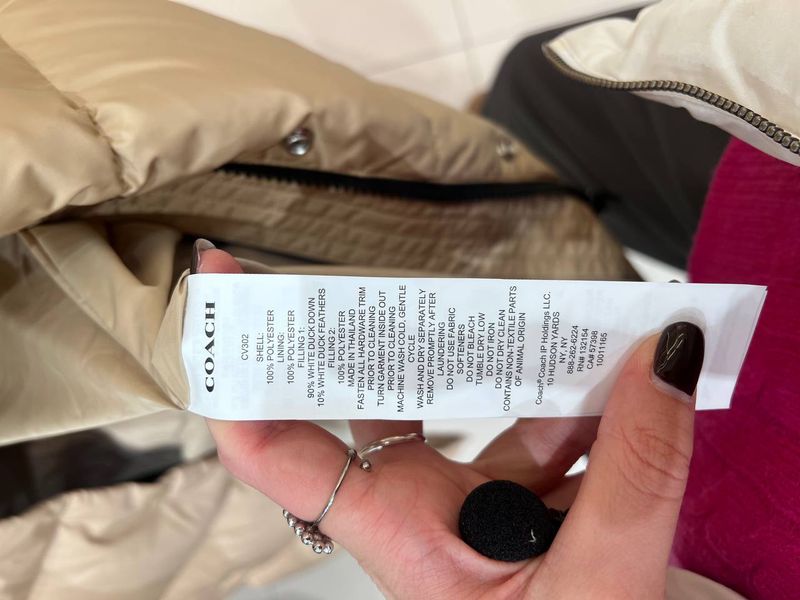 COACH
CV302
SHELL:
100% POLYESTER
LINING:
100% POLYESTER
FILLING 1:
90% WHITE DUCK DOWN
10% WHITE DUCK FEATHERS
FILLING 2:
100% POLYESTER
MADE IN THAILAND
FASTEN ALL HARDWARE TRIM
PRIOR TO CLEANING
TURN GARMENT INSIDE OUT
PRIOR TO CLEANING
MACHINE WASH COLD, GENTLE
CYCLE
WASH AND DRY SEPARATELY
REMOVE PROMPTLY AFTER
LAUNDERING
DO NOT USE FABRIC
SOFTENERS
DO NOT BLEACH
TUMBLE DRY LOW
DO NOT IRON
DO NOT DRY CLEAN
CONTAINS NON-TEXTILE PARTS
OF ANIMAL ORIGIN
Coach® Coach IP Holdings LLC.
10 HUDSON YARDS
NY, NY
888-262-6224
RN# 132154
CA# 57398
10011165